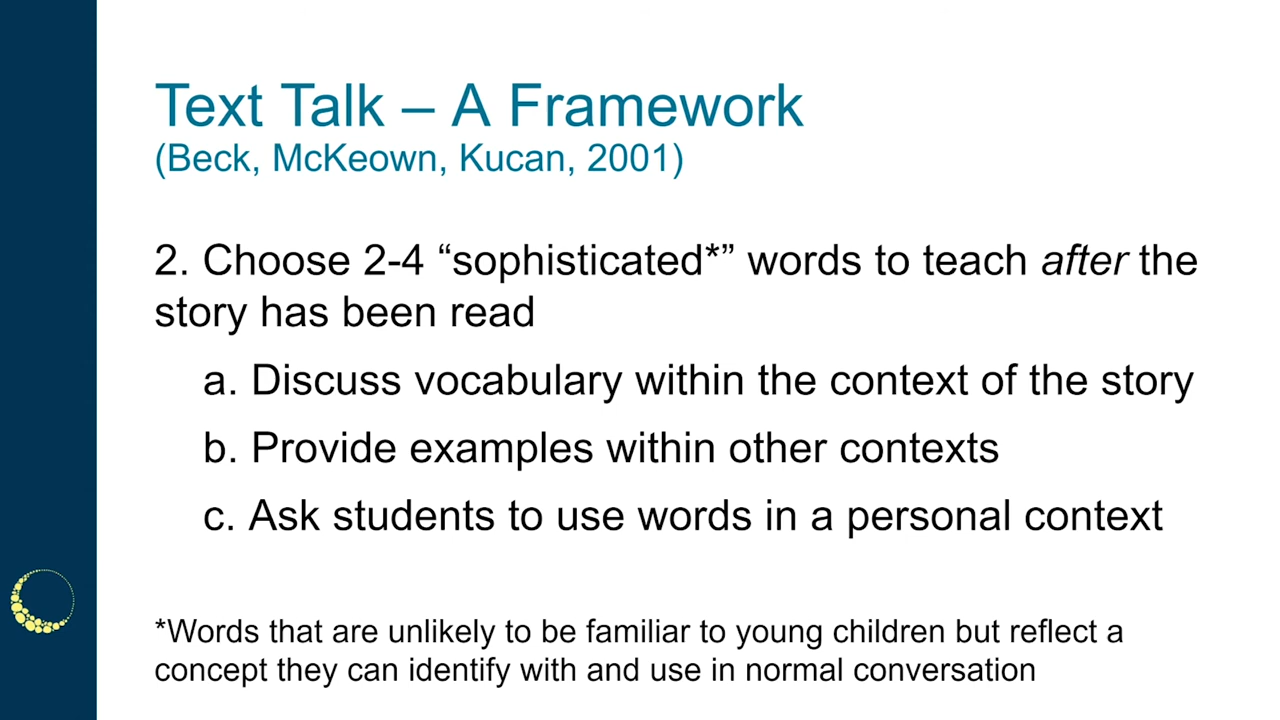 Text Talk – A Framework
(Beck, McKeown, Kucan, 2001)
2. Choose 2-4 “sophisticated*” words to teach after the
story has been read
a. Discuss vocabulary within the context of the story
b. Provide examples within other contexts
c. Ask students to use words in a personal context
*Words that are unlikely to be familiar to young children but reflect a
concept they can identify with and use in normal conversation